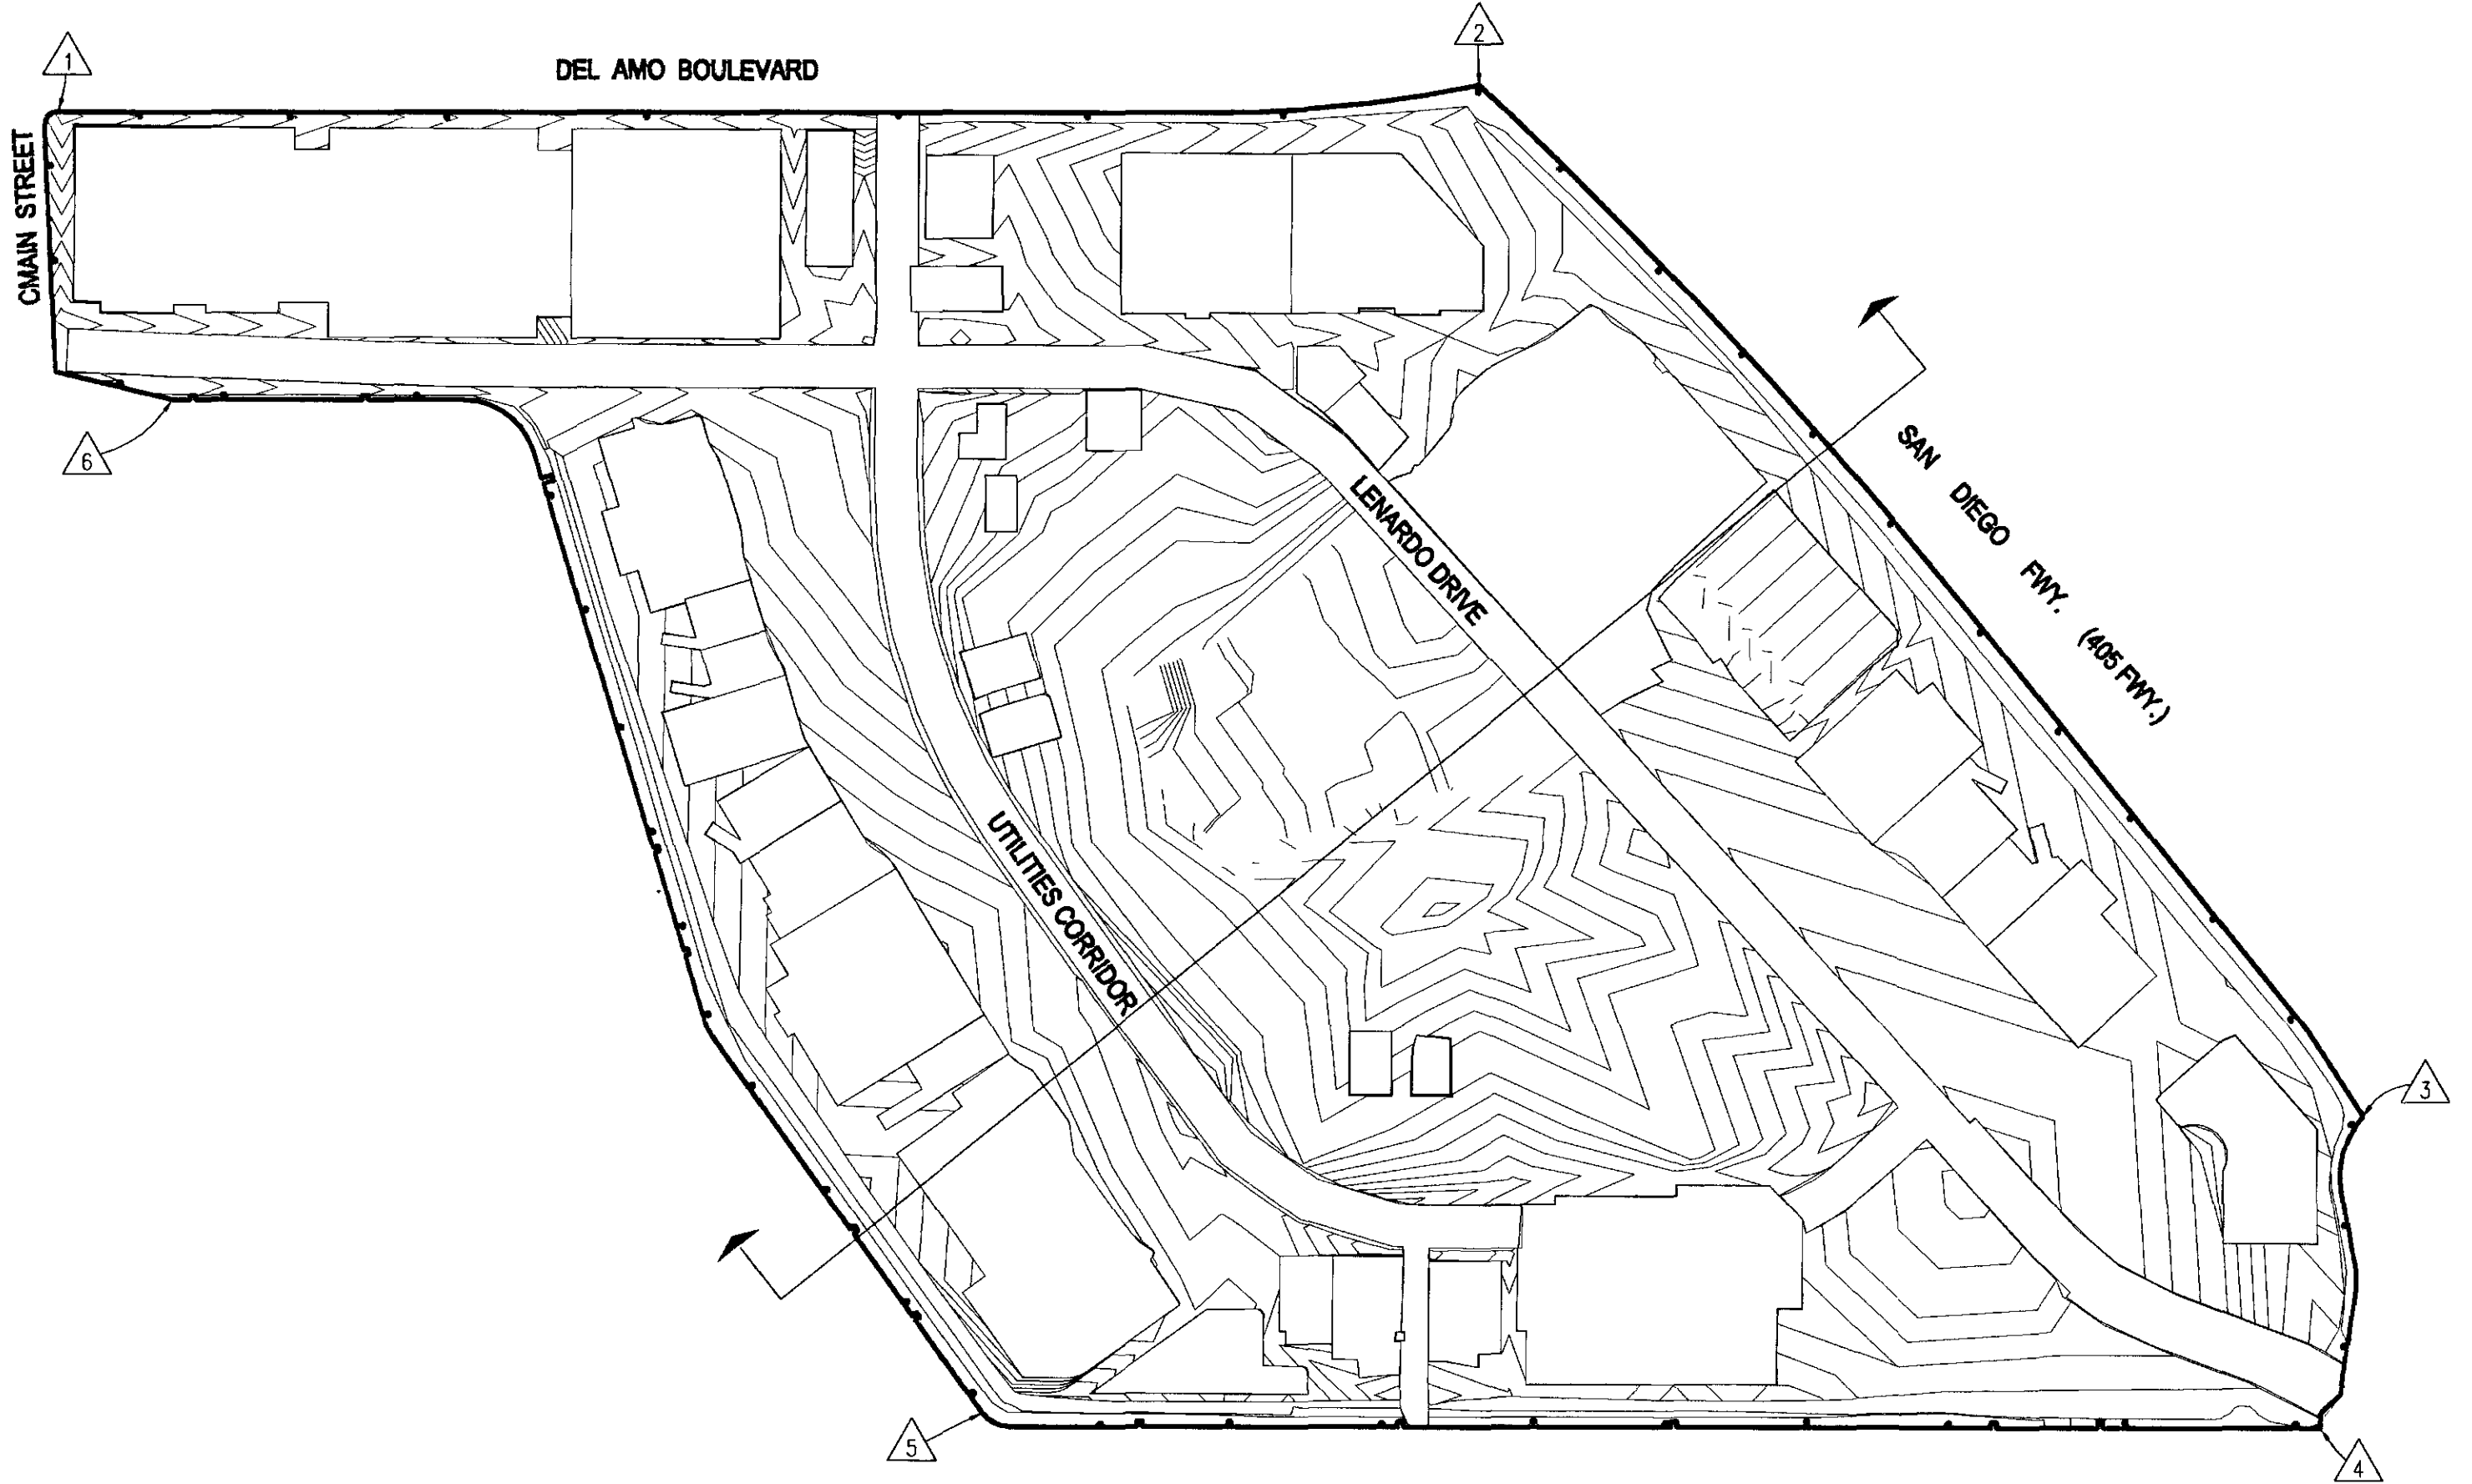 1
2
DEL AMO BOULEVARD
CMAIN STREET
6
SAN DIEGO FWY. (405 FWY.)
LENARDO DRIVE
UTILITIES CORRIDOR
3
5
4